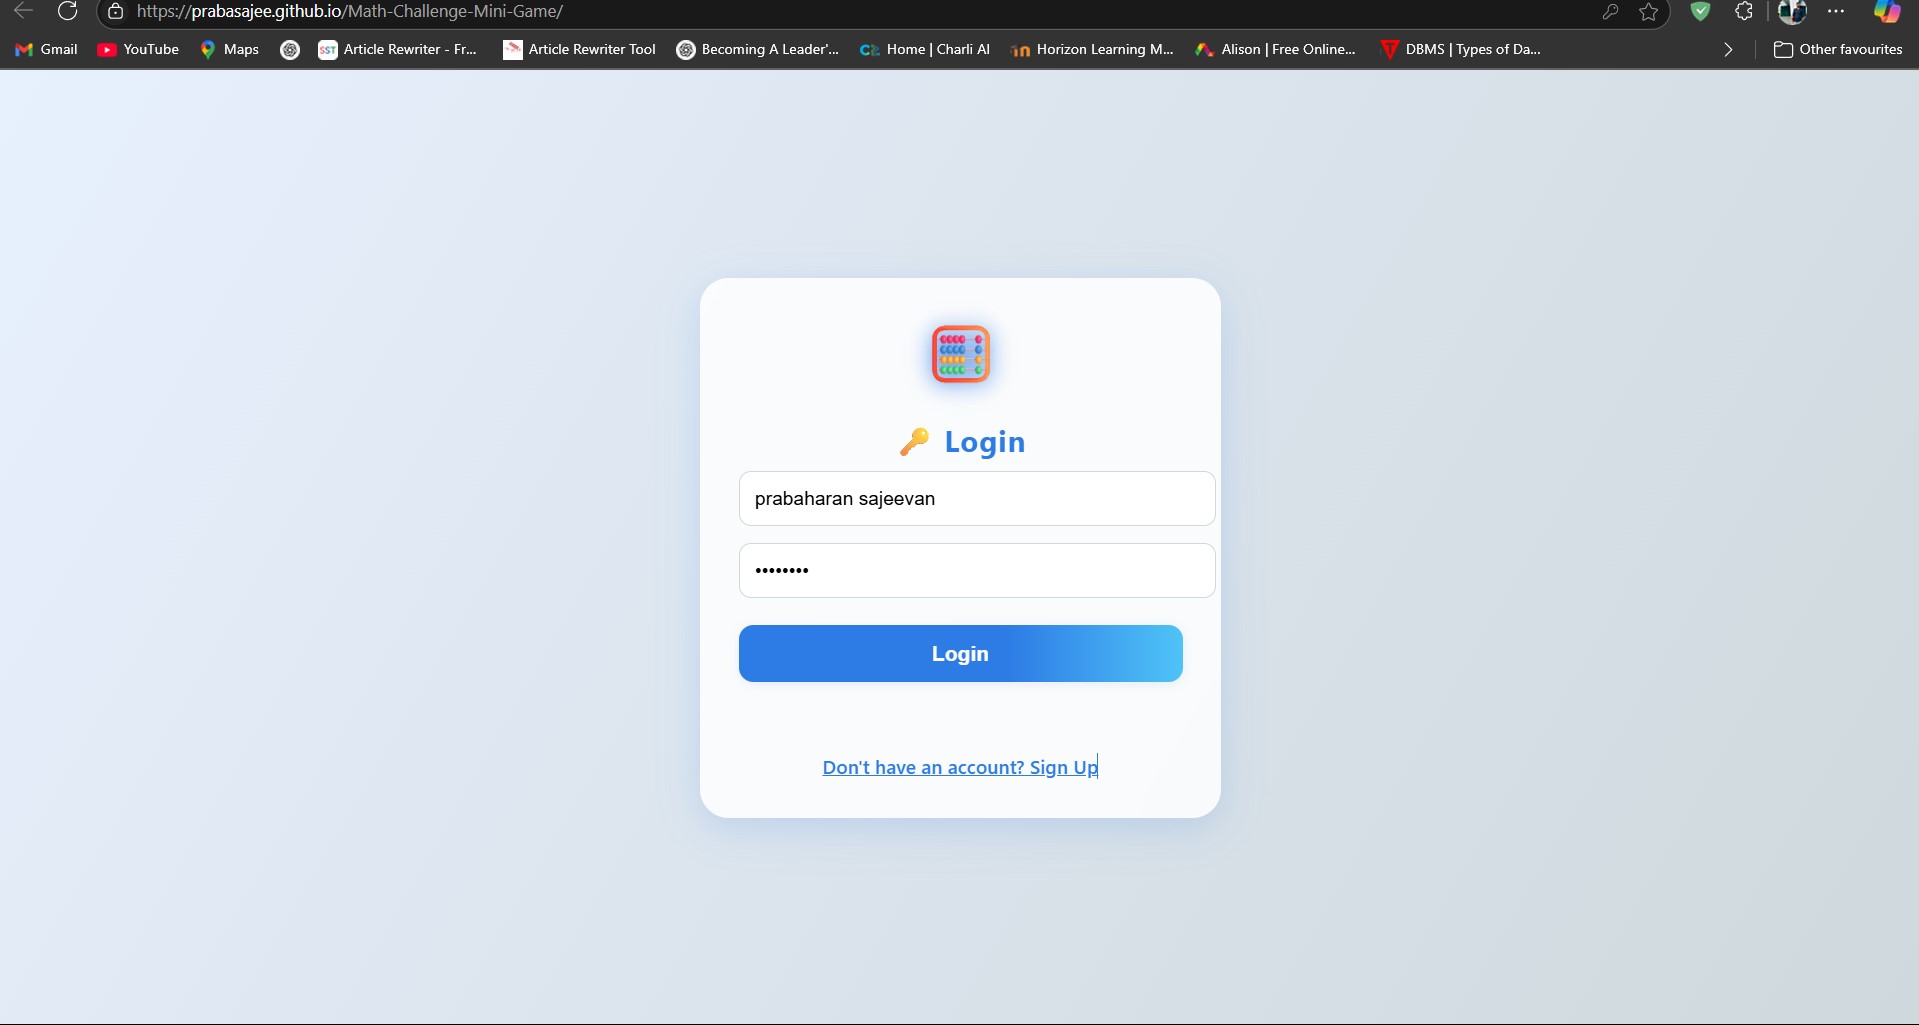 https://prabasajee.github.io/Math-Challenge-Mini-Game/
Gmail YouTube Maps SST Article Rewriter - Fr... Article Rewriter Tool Becoming A Leader'... Home | Charli AI Horizon Learning M... Alison | Free Online... DBMS | Types of Da... Other favourites
Login
prabaharan sajeevan
••••••••
Login
Don't have an account? Sign Up